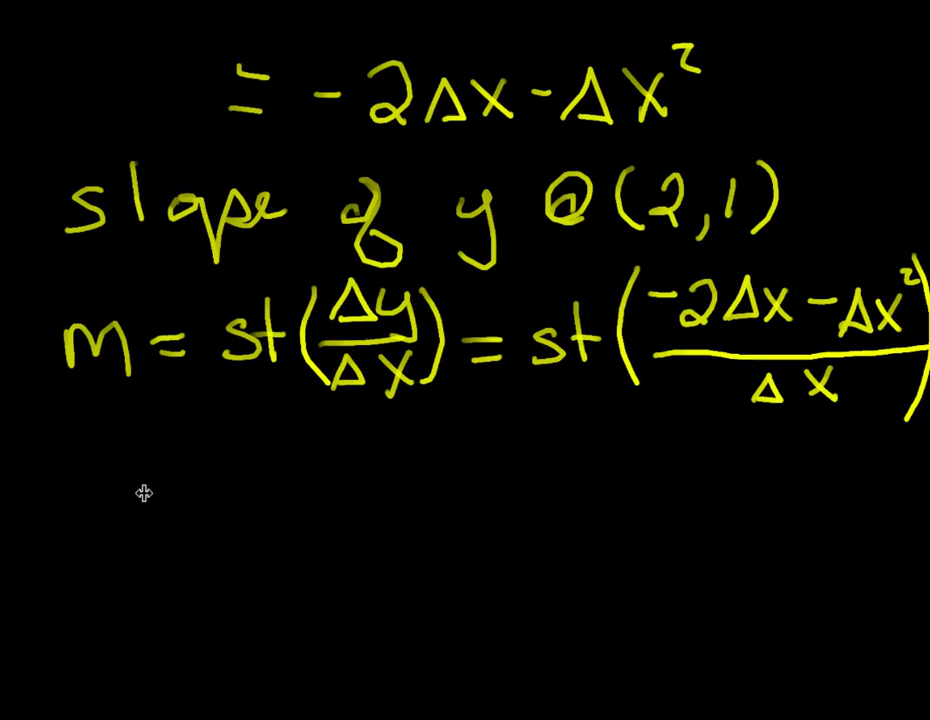 = -2Δx - Δx²
slope of y @ (2,1)
m = st(Δy/Δx) = st((-2Δx - Δx²)/Δx)